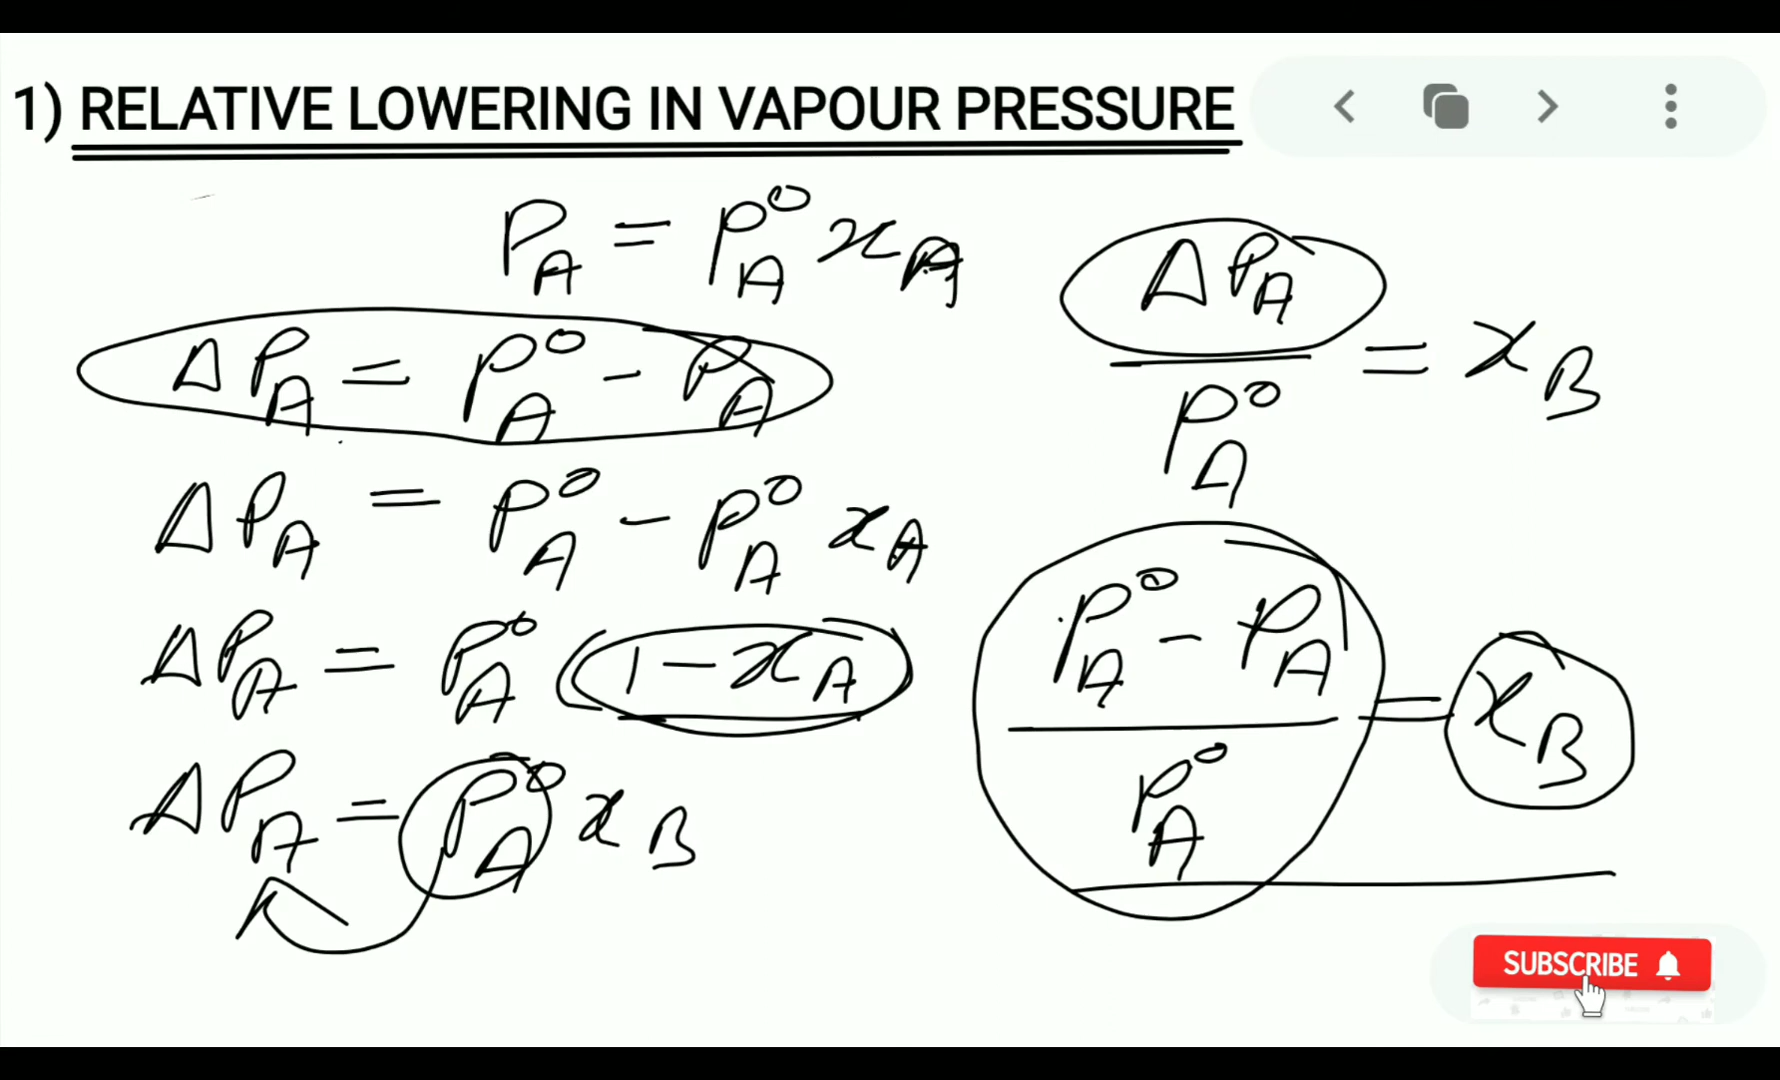 1) RELATIVE LOWERING IN VAPOUR PRESSURE
P_A = P°_A x_A
ΔP_A = P°_A - P_A
ΔP_A = P°_A - P°_A x_A
ΔP_A = P°_A (1 - x_A)
ΔP_A = P°_A x_B
ΔP_A / P°_A = x_B
P°_A - P_A / P°_A = x_B
SUBSCRIBE